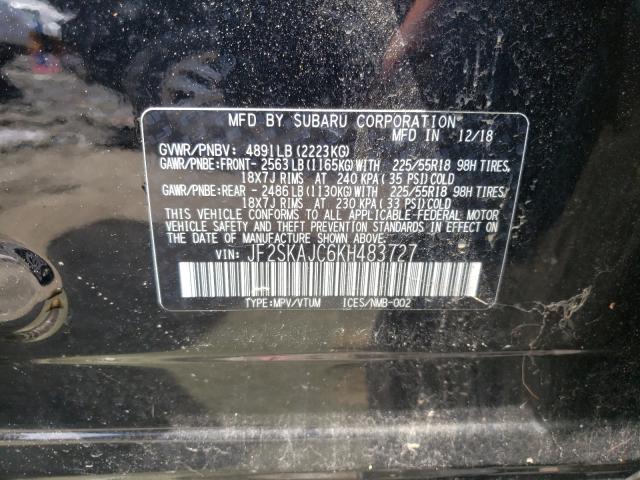 MFD BY SUBARU CORPORATION
MFD IN 12/18
GVWR/PNBV: 4891LB(2223KG)
GAWR/PNBE:FRONT- 2563LB(1165KG)WITH 225/55R18 98H TIRES,
18X7J RIMS AT 240 KPA(35 PSI)COLD
GAWR/PNBE:REAR - 2486LB(1130KG)WITH 225/55R18 98H TIRES,
18X7J RIMS AT 230 KPA(33 PSI)COLD
THIS VEHICLE CONFORMS TO ALL APPLICABLE FEDERAL MOTOR
VEHICLE SAFETY,BUMPER,AND THEFT PREVENTION STANDARDS IN EFFECT
ON THE DATE OF MANUFACTURE SHOWN ABOVE.
VIN: JF2SKAJC6KH483727
TYPE:MPV/VTUM ICES/NMB-002